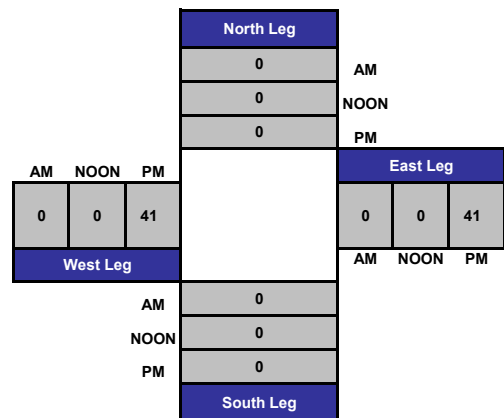 North Leg
0
AM
0
NOON
0
PM
AM NOON PM
East Leg
0 0 41
0 0 41
West Leg
AM NOON PM
0
AM
0
NOON
0
PM
South Leg